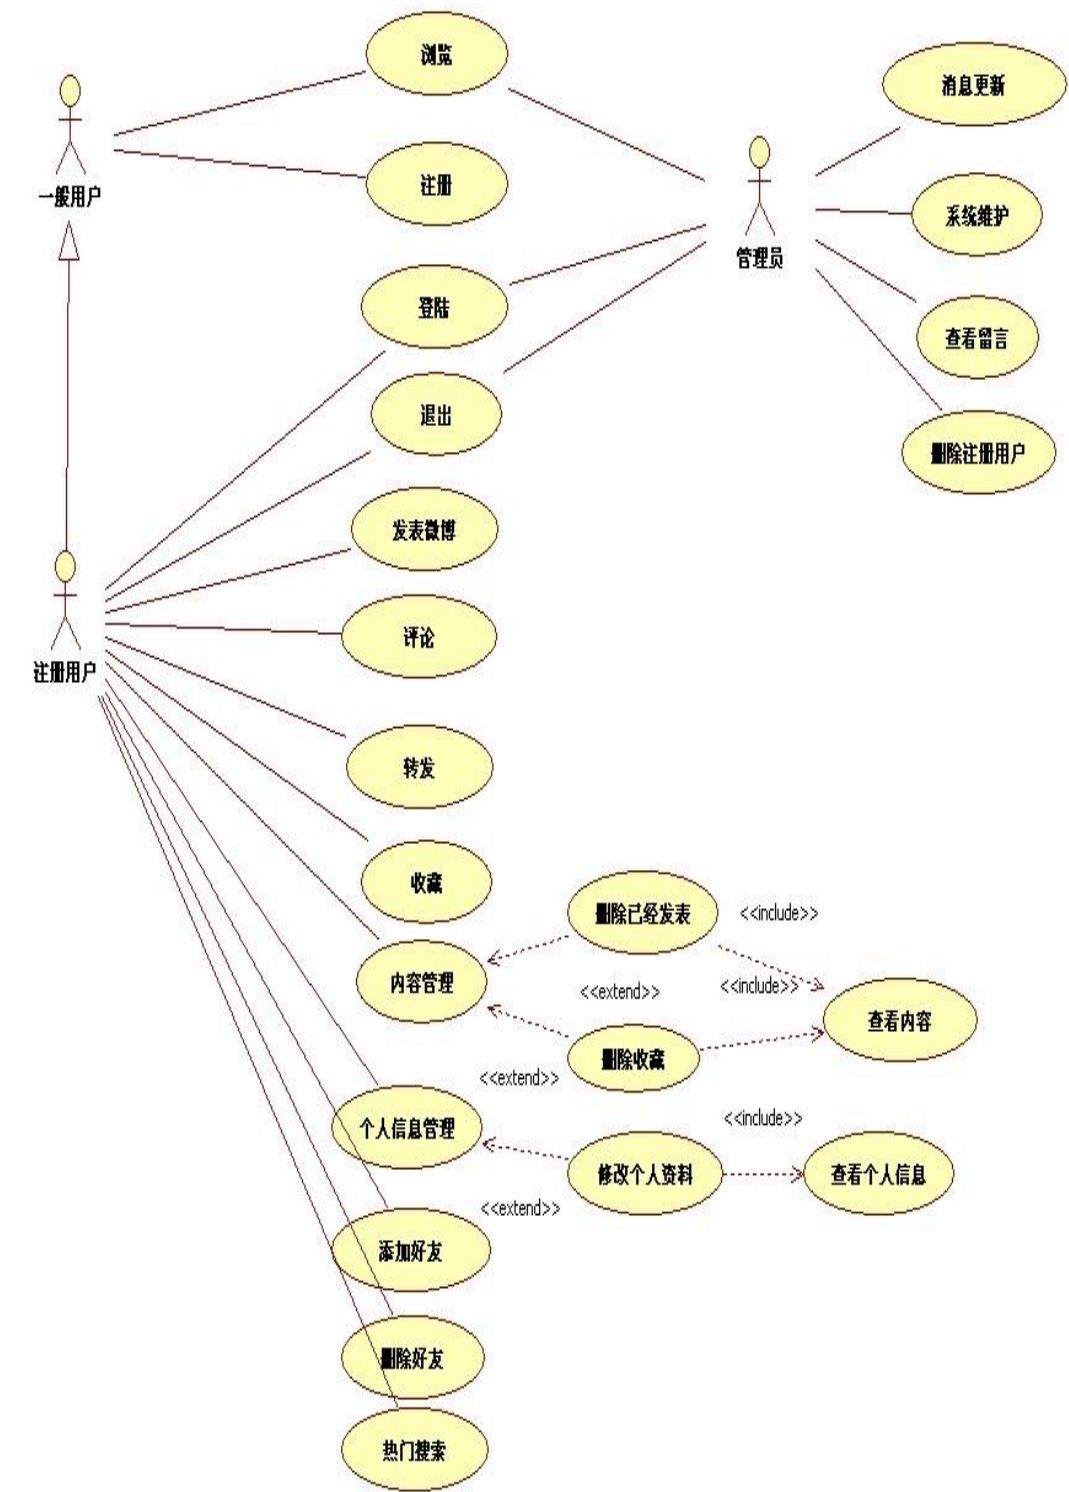 浏览
消息更新
注册
一般用户
系统维护
管理员
登陆
查看留言
退出
删除注册用户
发表微博
评论
注册用户
转发
收藏
删除已经发表
<<include>>
内容管理
<<extend>>
<<include>>
查看内容
删除收藏
<<extend>>
个人信息管理
<<include>>
修改个人资料
查看个人信息
<<extend>>
添加好友
删除好友
热门搜索